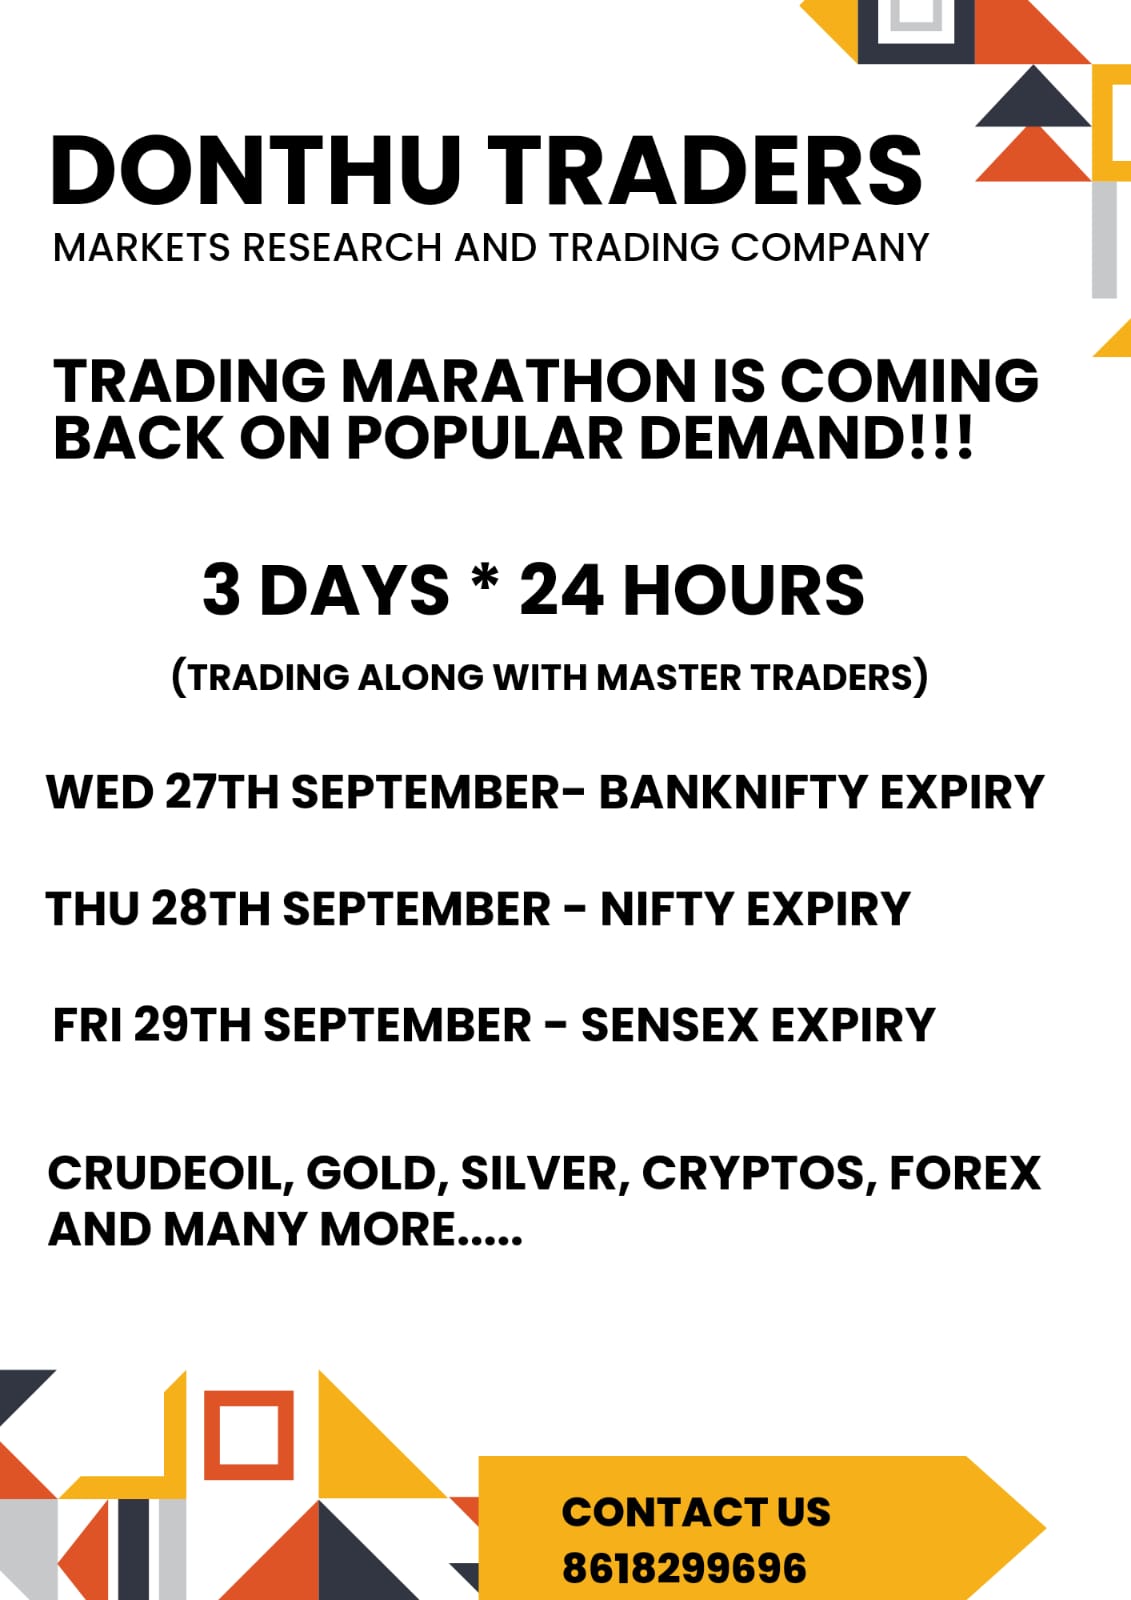 DONTHU TRADERS
MARKETS RESEARCH AND TRADING COMPANY
TRADING MARATHON IS COMING
BACK ON POPULAR DEMAND!!!
3 DAYS * 24 HOURS
(TRADING ALONG WITH MASTER TRADERS)
WED 27TH SEPTEMBER- BANKNIFTY EXPIRY
THU 28TH SEPTEMBER - NIFTY EXPIRY
FRI 29TH SEPTEMBER - SENSEX EXPIRY
CRUDEOIL, GOLD, SILVER, CRYPTOS, FOREX
AND MANY MORE.....
CONTACT US
8618299696